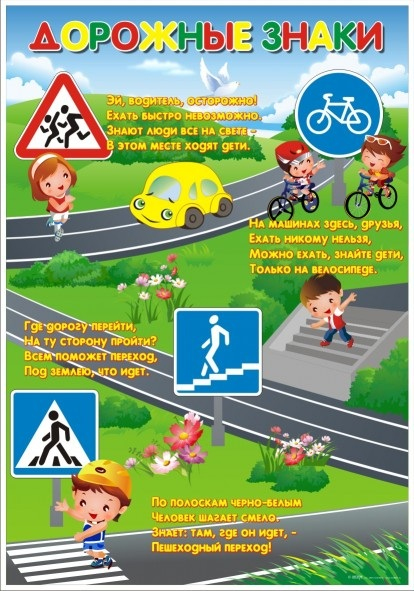 ДОРОЖНЫЕ ЗНАКИ
Эй, водитель, осторожно!
Ехать быстро невозможно.
Знают люди все на свете -
В этом месте ходят дети.
На машинах здесь, друзья,
Ехать никому нельзя,
Можно ехать, знайте дети,
Только на велосипеде.
Где дорогу перейти,
На ту сторону пройти?
Всем поможет переход,
Под землею, что идет.
По полоскам черно-белым
Человек шагает смело.
Знает: там, где он идет, -
Пешеходный переход!